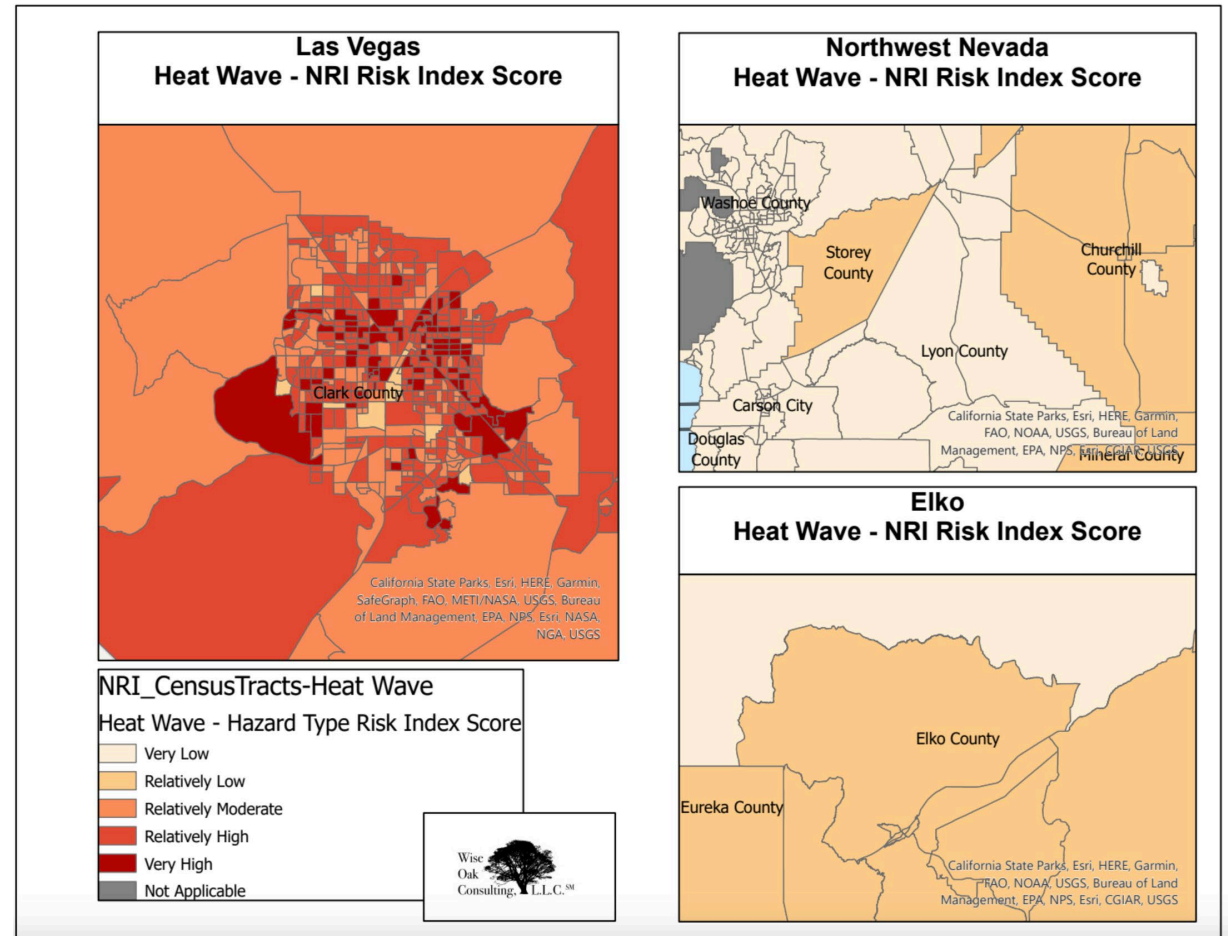 Las Vegas
Heat Wave - NRI Risk Index Score
Clark County
California State Parks, Esri, HERE, Garmin,
SafeGraph, FAO, METI/NASA, USGS, Bureau
of Land Management, EPA, NPS, Esri, NASA,
NGA, USGS
Northwest Nevada
Heat Wave - NRI Risk Index Score
Washoe County
Storey
County
Churchill
County
Lyon County
Carson City
Douglas
County
California State Parks, Esri, HERE, Garmin,
FAO, NOAA, USGS, Bureau of Land
Management, EPA, NPS, Esri, CGIAR, USGS
Mineral County
Elko
Heat Wave - NRI Risk Index Score
Elko County
Eureka County
California State Parks, Esri, HERE, Garmin,
FAO, NOAA, USGS, Bureau of Land
Management, EPA, NPS, Esri, CGIAR, USGS
NRI_CensusTracts-Heat Wave
Heat Wave - Hazard Type Risk Index Score
Very Low
Relatively Low
Relatively Moderate
Relatively High
Very High
Not Applicable
Wise
Oak
Consulting, L.L.C.℠